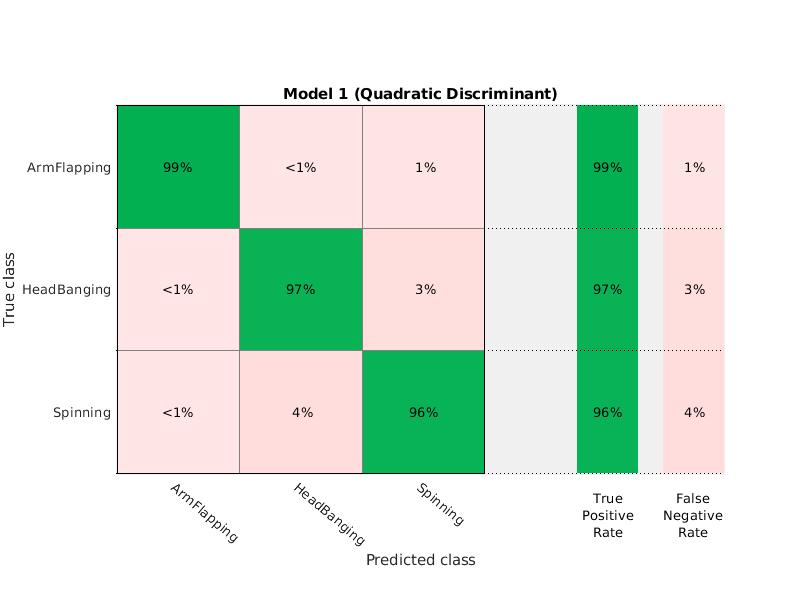 Model 1 (Quadratic Discriminant)
True class
ArmFlapping 99% <1% 1% 99% 1%
HeadBanging <1% 97% 3% 97% 3%
Spinning <1% 4% 96% 96% 4%
ArmFlapping HeadBanging Spinning
True Positive Rate
False Negative Rate
Predicted class